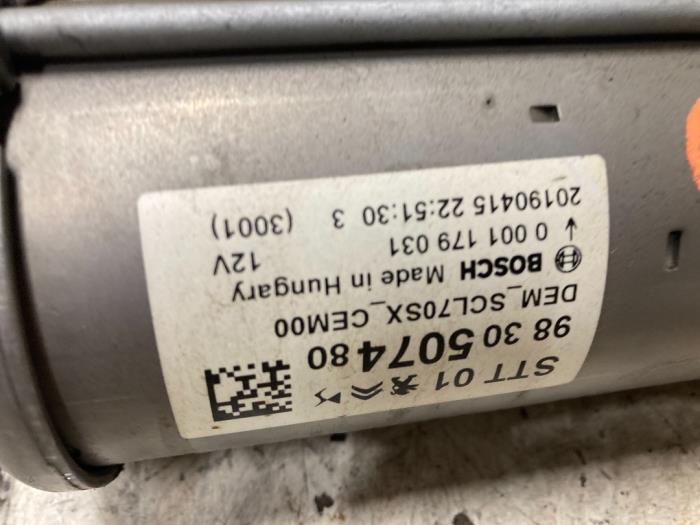 STT 01
98 30 5074 80
DEM_SCL70SX_CEM00
BOSCH Made in Hungary
0 001 179 031 12V
20190415 22:51:30 3 (3001)